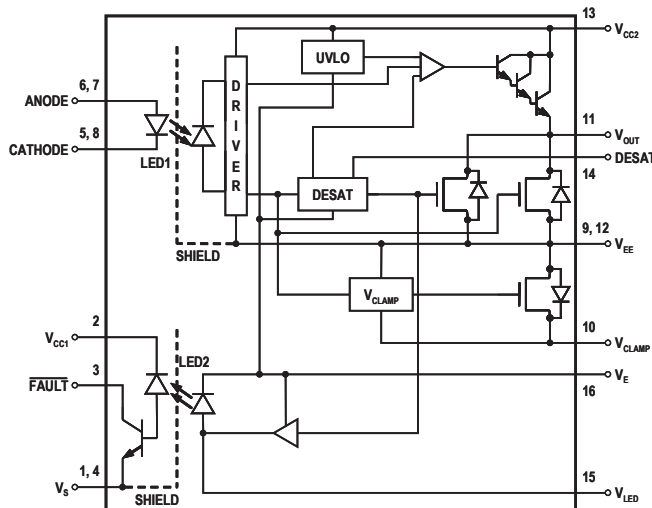 13
VCC2
UVLO
DRIVER
6, 7
ANODE
5, 8
CATHODE
LED1
11
VOUT
DESAT
14
DESAT
9, 12
VEE
SHIELD
VCLAMP
10
VCLAMP
2
VCC1
LED2
3
FAULT
VE
16
1, 4
VS
SHIELD
15
VLED